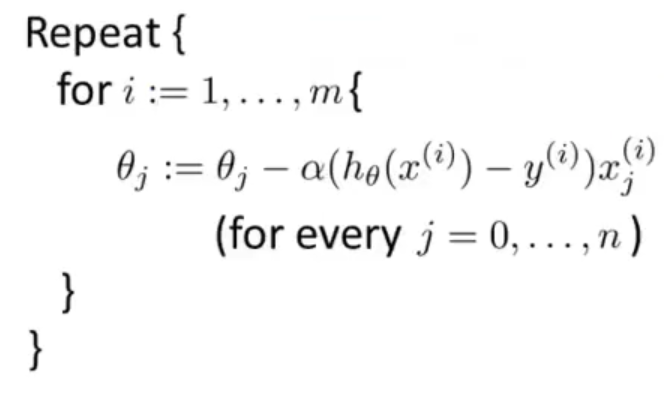 Repeat {
for i := 1, . . . , m {
θ_j := θ_j − α(h_θ(x^(i)) − y^(i))x_j^(i)
(for every j = 0, . . . , n )
}
}